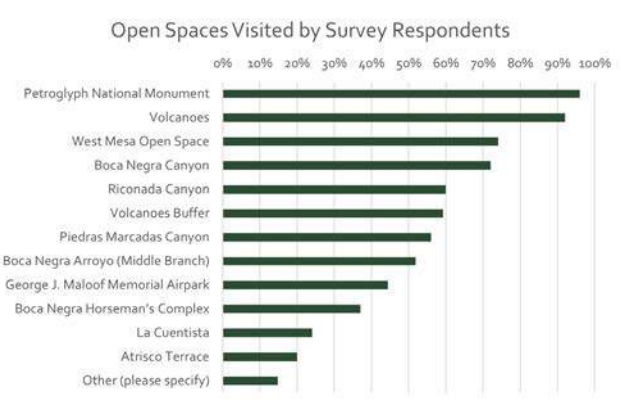 Open Spaces Visited by Survey Respondents
0% 10% 20% 30% 40% 50% 60% 70% 80% 90% 100%
Petroglyph National Monument
Volcanoes
West Mesa Open Space
Boca Negra Canyon
Riconada Canyon
Volcanoes Buffer
Piedras Marcadas Canyon
Boca Negra Arroyo (Middle Branch)
George J. Maloof Memorial Airpark
Boca Negra Horseman's Complex
La Cuentista
Atrisco Terrace
Other (please specify)